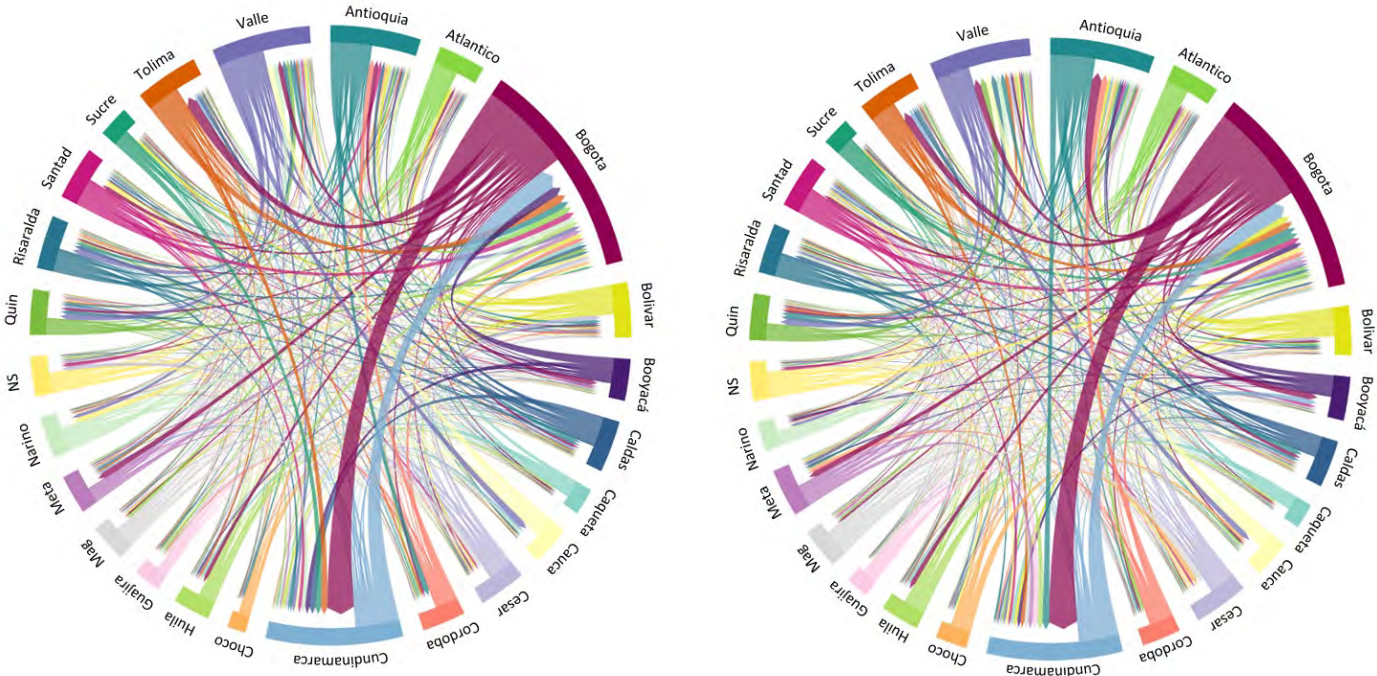 Antioquia
Atlantico
Bogota
Bolivar
Booyacá
Caldas
Caqueta
Cauca
Cesar
Cordoba
Cundinamarca
Choco
Huila
Guajira
Mag
Meta
Narino
NS
Quin
Risaralda
Santad
Sucre
Tolima
Valle
Antioquia
Atlantico
Bogota
Bolivar
Booyacá
Caldas
Caqueta
Cauca
Cesar
Cordoba
Cundinamarca
Choco
Huila
Guajira
Mag
Meta
Narino
NS
Quin
Risaralda
Santad
Sucre
Tolima
Valle